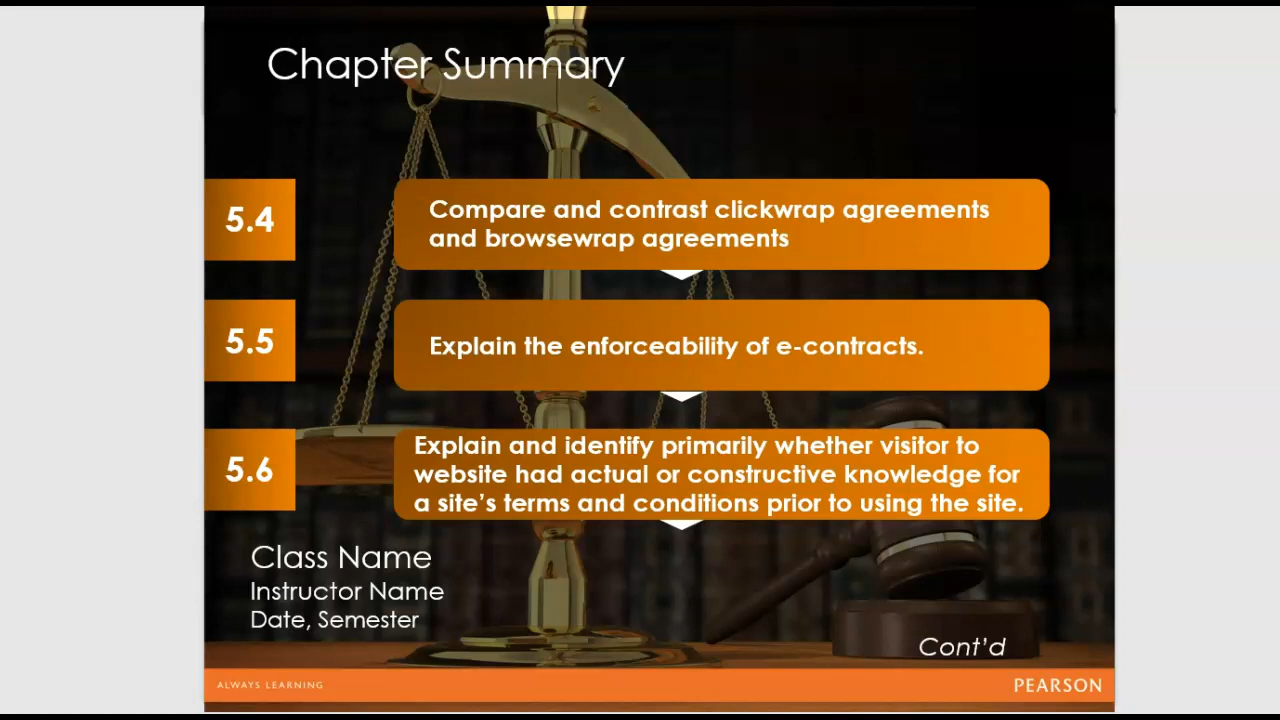 Chapter Summary
5.4
Compare and contrast clickwrap agreements
and browsewrap agreements
5.5
Explain the enforceability of e-contracts.
5.6
Explain and identify primarily whether visitor to
website had actual or constructive knowledge for
a site's terms and conditions prior to using the site.
Class Name
Instructor Name
Date, Semester
Cont'd
ALWAYS LEARNING
PEARSON